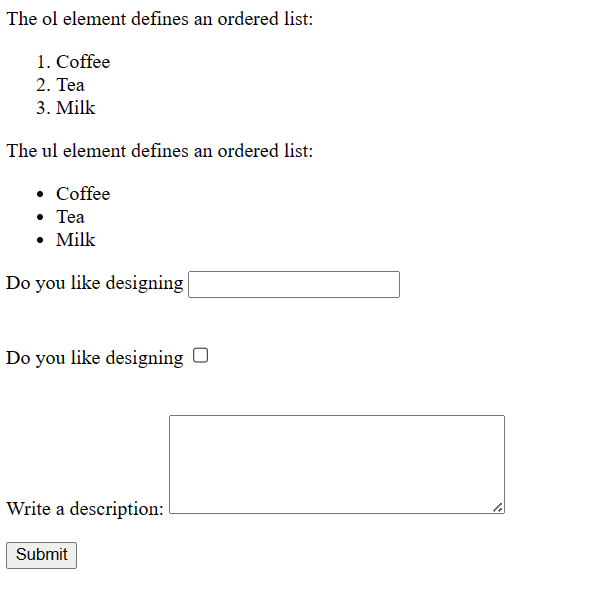 The ol element defines an ordered list:
1. Coffee
2. Tea
3. Milk
The ul element defines an ordered list:
• Coffee
• Tea
• Milk
Do you like designing
Do you like designing
Write a description:
Submit